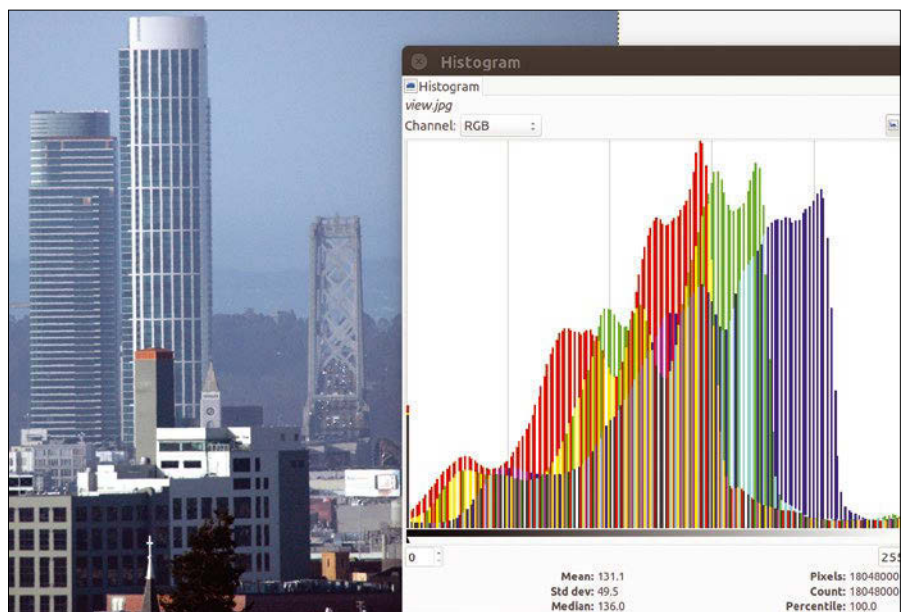 Histogram
Histogram
view.jpg
Channel: RGB
0
255
Mean: 131.1
Pixels: 18048000
Std dev: 49.5
Count: 18048000
Median: 136.0
Percentile: 100.0